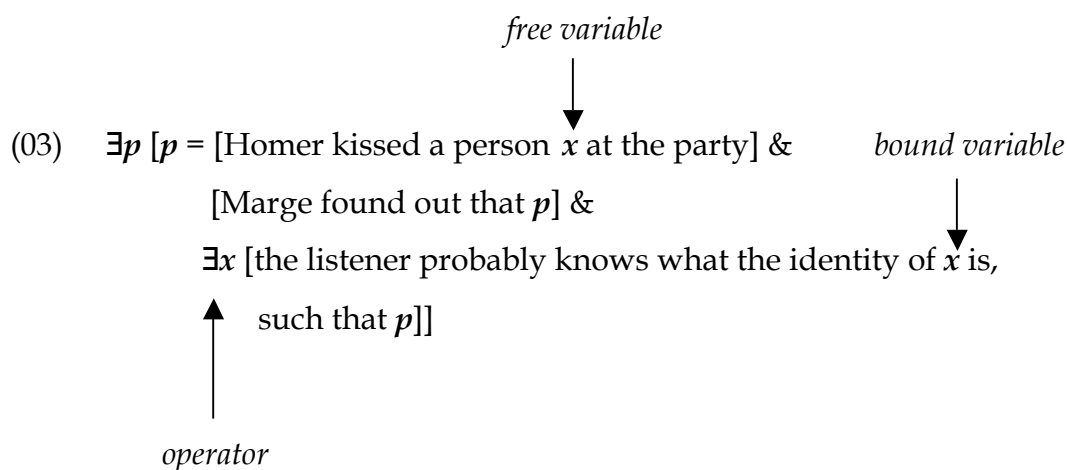 free variable
(03) ∃p [p = [Homer kissed a person x at the party] & bound variable
[Marge found out that p] &
∃x [the listener probably knows what the identity of x is,
such that p]]
operator